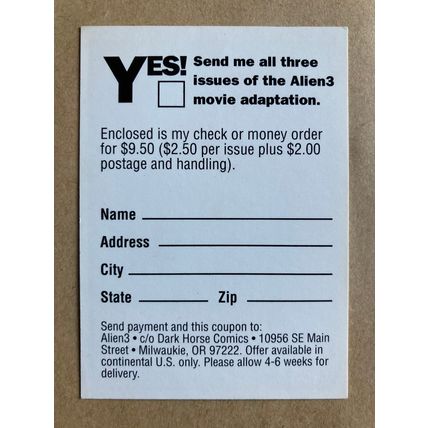 YES! Send me all three
issues of the Alien3
movie adaptation.
Enclosed is my check or money order
for $9.50 ($2.50 per issue plus $2.00
postage and handling).
Name
Address
City
State Zip
Send payment and this coupon to:
Alien3 • c/o Dark Horse Comics • 10956 SE Main
Street • Milwaukie, OR 97222. Offer available in
continental U.S. only. Please allow 4-6 weeks for
delivery.